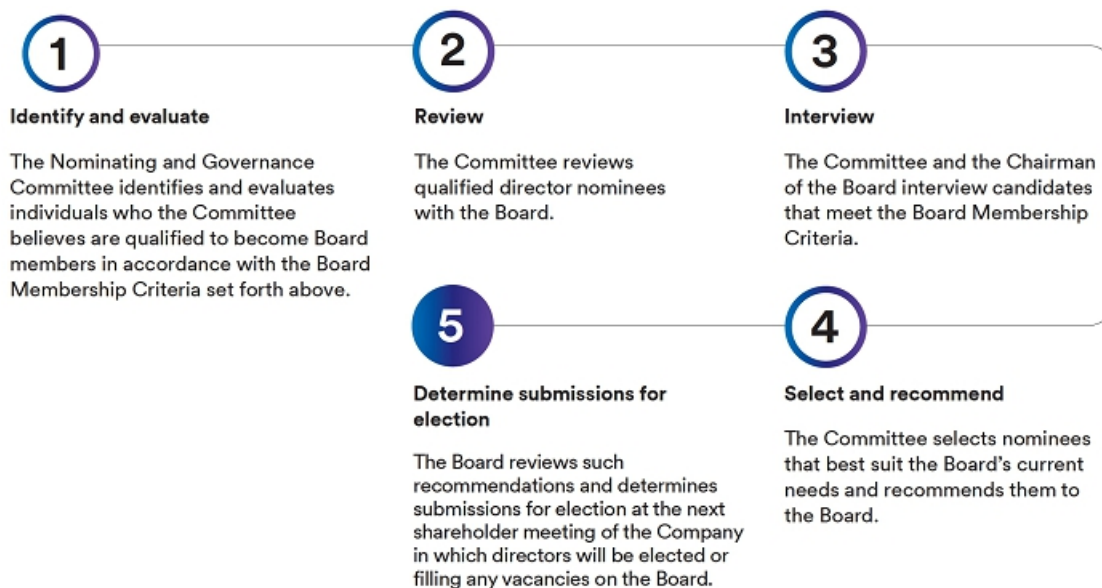 1
Identify and evaluate
The Nominating and Governance
Committee identifies and evaluates
individuals who the Committee
believes are qualified to become Board
members in accordance with the Board
Membership Criteria set forth above.
2
Review
The Committee reviews
qualified director nominees
with the Board.
3
Interview
The Committee and the Chairman
of the Board interview candidates
that meet the Board Membership
Criteria.
4
Select and recommend
The Committee selects nominees
that best suit the Board’s current
needs and recommends them to
the Board.
5
Determine submissions for
election
The Board reviews such
recommendations and determines
submissions for election at the next
shareholder meeting of the Company
in which directors will be elected or
filling any vacancies on the Board.